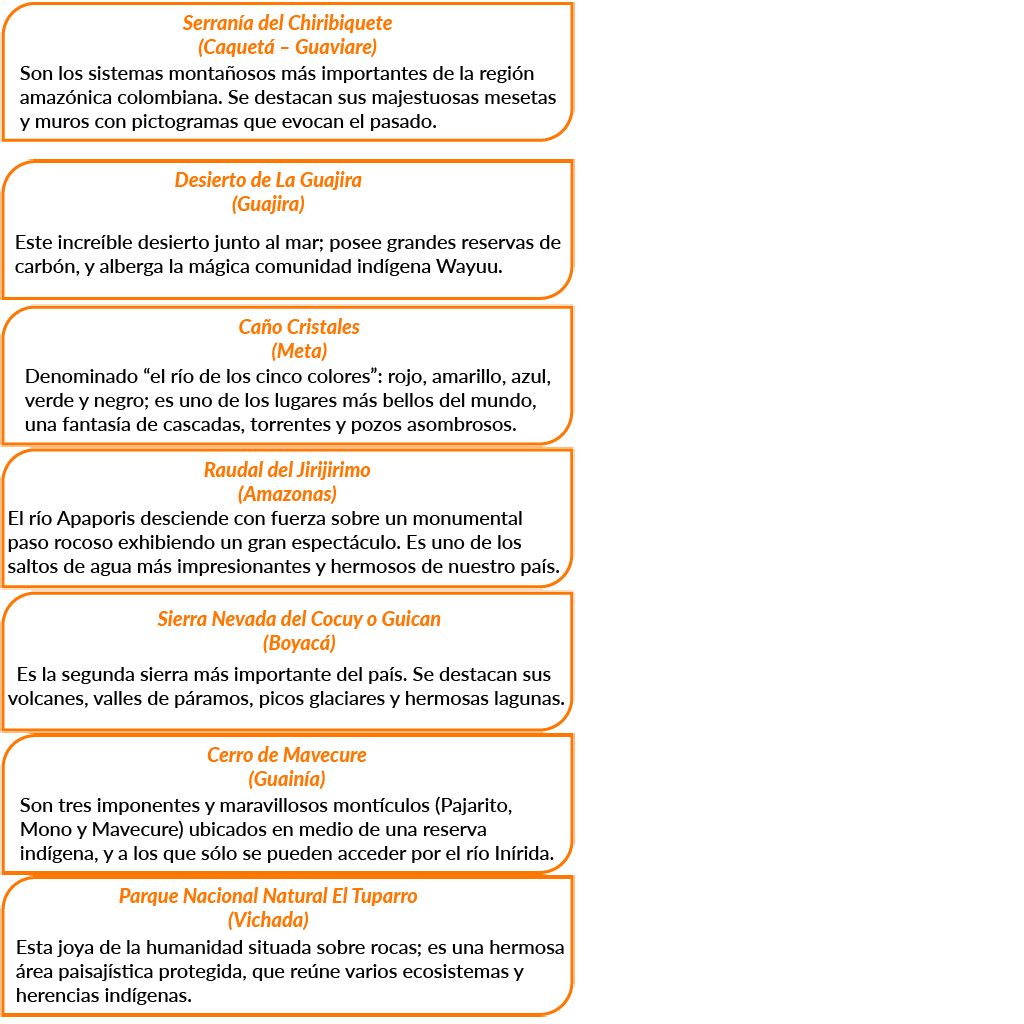 Serranía del Chiribiquete
(Caquetá – Guaviare)
Son los sistemas montañosos más importantes de la región
amazónica colombiana. Se destacan sus majestuosas mesetas
y muros con pictogramas que evocan el pasado.
Desierto de La Guajira
(Guajira)
Este increíble desierto junto al mar; posee grandes reservas de
carbón, y alberga la mágica comunidad indígena Wayuu.
Caño Cristales
(Meta)
Denominado “el río de los cinco colores”: rojo, amarillo, azul,
verde y negro; es uno de los lugares más bellos del mundo,
una fantasía de cascadas, torrentes y pozos asombrosos.
Raudal del Jirijirimo
(Amazonas)
El río Apaporis desciende con fuerza sobre un monumental
paso rocoso exhibiendo un gran espectáculo. Es uno de los
saltos de agua más impresionantes y hermosos de nuestro país.
Sierra Nevada del Cocuy o Guican
(Boyacá)
Es la segunda sierra más importante del país. Se destacan sus
volcanes, valles de páramos, picos glaciares y hermosas lagunas.
Cerro de Mavecure
(Guainía)
Son tres imponentes y maravillosos montículos (Pajarito,
Mono y Mavecure) ubicados en medio de una reserva
indígena, y a los que sólo se pueden acceder por el río Inírida.
Parque Nacional Natural El Tuparro
(Vichada)
Esta joya de la humanidad situada sobre rocas; es una hermosa
área paisajística protegida, que reúne varios ecosistemas y
herencias indígenas.